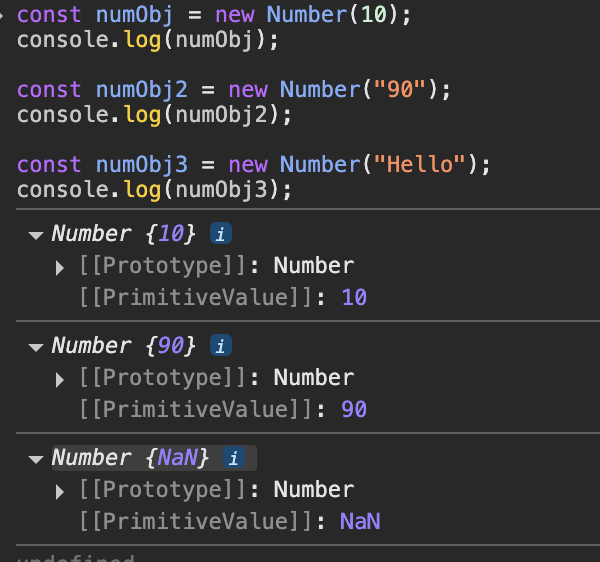 const numObj = new Number(10);
console.log(numObj);
const numObj2 = new Number("90");
console.log(numObj2);
const numObj3 = new Number("Hello");
console.log(numObj3);
Number {10} i
[[Prototype]]: Number
[[PrimitiveValue]]: 10
Number {90} i
[[Prototype]]: Number
[[PrimitiveValue]]: 90
Number {NaN} i
[[Prototype]]: Number
[[PrimitiveValue]]: NaN
undefined